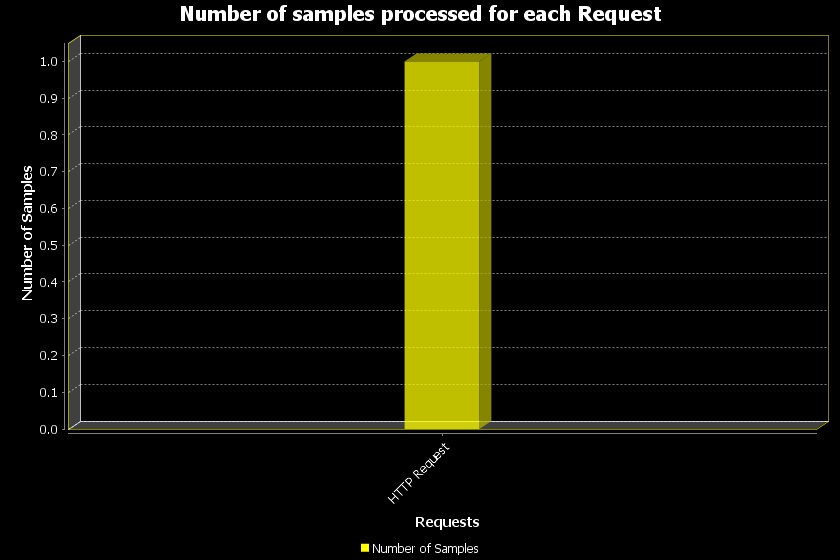 Number of samples processed for each Request
Number of Samples
1.0
0.9
0.8
0.7
0.6
0.5
0.4
0.3
0.2
0.1
0.0
HTTP Request
Requests
Number of Samples